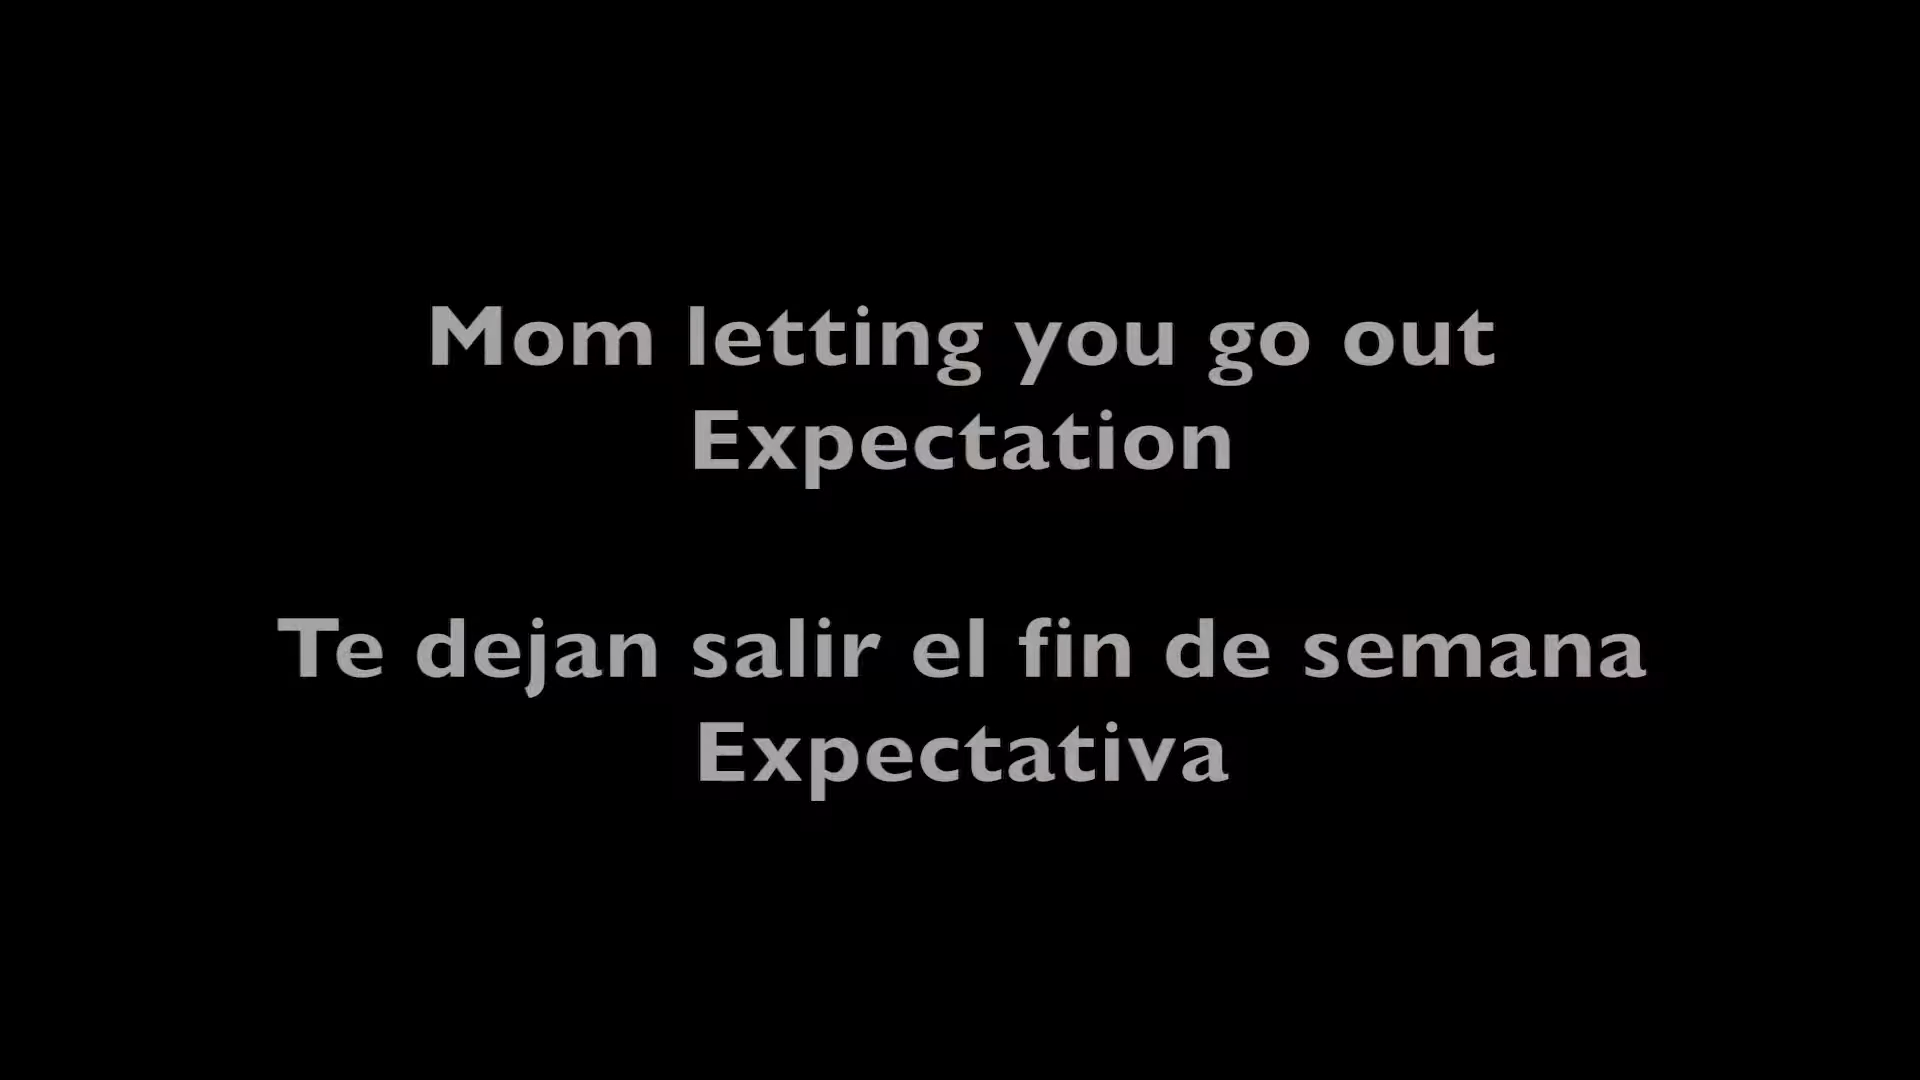 Mom letting you go out
Expectation
Te dejan salir el fin de semana
Expectativa